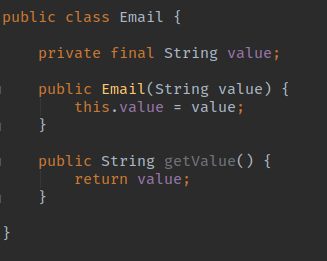 public class Email {
    private final String value;
    public Email(String value) {
        this.value = value;
    }
    public String getValue() {
        return value;
    }
}